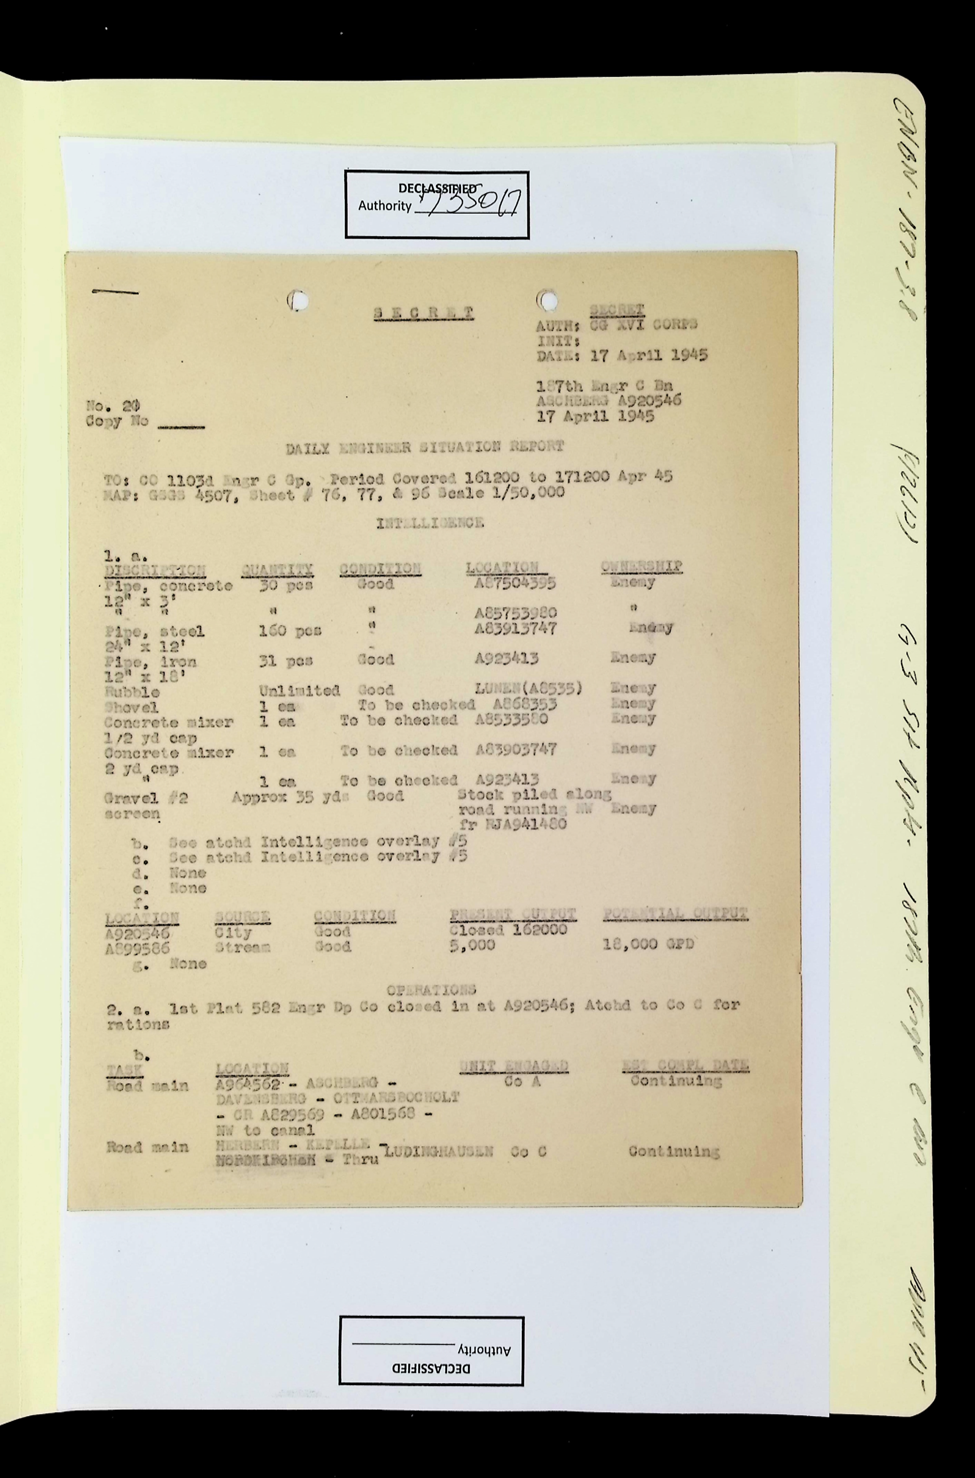 DECLASSIFIED
Authority 735017
SECRET
SECRET
AUTH: CG XVI CORPS
INIT:
DATE: 17 April 1945
187th Engr C Bn
ASCHBERG A920546
17 April 1945
No. 20
Copy No
DAILY ENGINEER SITUATION REPORT
TO: CO 1103d Engr C Gp. Period Covered 161200 to 171200 Apr 45
MAP: GSGS 4507, Sheet # 76, 77, & 96 Scale 1/50,000
INTELLIGENCE
1. a.
DISCRIPTION QUANTITY CONDITION LOCATION OWNERSHIP
Pipe, concrete 30 pcs Good A87504395 Enemy
12" x 3'
" " " " A85753980 "
Pipe, steel 160 pcs " A83913747 Enemy
24" x 12'
Pipe, iron 31 pcs Good A923413 Enemy
12" x 18'
Rubble Unlimited Good LUNEN(A8535) Enemy
Shovel 1 ea To be checked A868353 Enemy
Concrete mixer 1 ea To be checked A8533580 Enemy
1/2 yd cap
Concrete mixer 1 ea To be checked A83903747 Enemy
2 yd cap
" 1 ea To be checked A923413 Enemy
Gravel #2 Approx 35 yds Good Stock piled along
screen road running NW Enemy
fr RJA941480
b. See atchd Intelligence overlay #5
c. See atchd Intelligence overlay #5
d. None
e. None
f.
LOCATION SOURCE CONDITION PRESENT OUTPUT POTENTIAL OUTPUT
A920546 City Good Closed 162000
A899586 Stream Good 5,000 18,000 GPD
g. None
OPERATIONS
2. a. 1st Plat 582 Engr Dp Co closed in at A920546; Atchd to Co C for
rations
b.
TASK LOCATION UNIT ENGAGED EST COMPL DATE
Road main A964562 - ASCHBERG - Co A Continuing
DAVENSBERG - OTTMARSBOCHOLT
- CR A829569 - A801568 -
NW to canal
Road main HERBERN - KEPELLE - LUDINGHAUSEN Co C Continuing
NORDKIRCHEN - Thru
DECLASSIFIED
Authority
ENGN-187-3.8
(8126(2)
G-3 Sit Rpts. 187th Engr C Bn